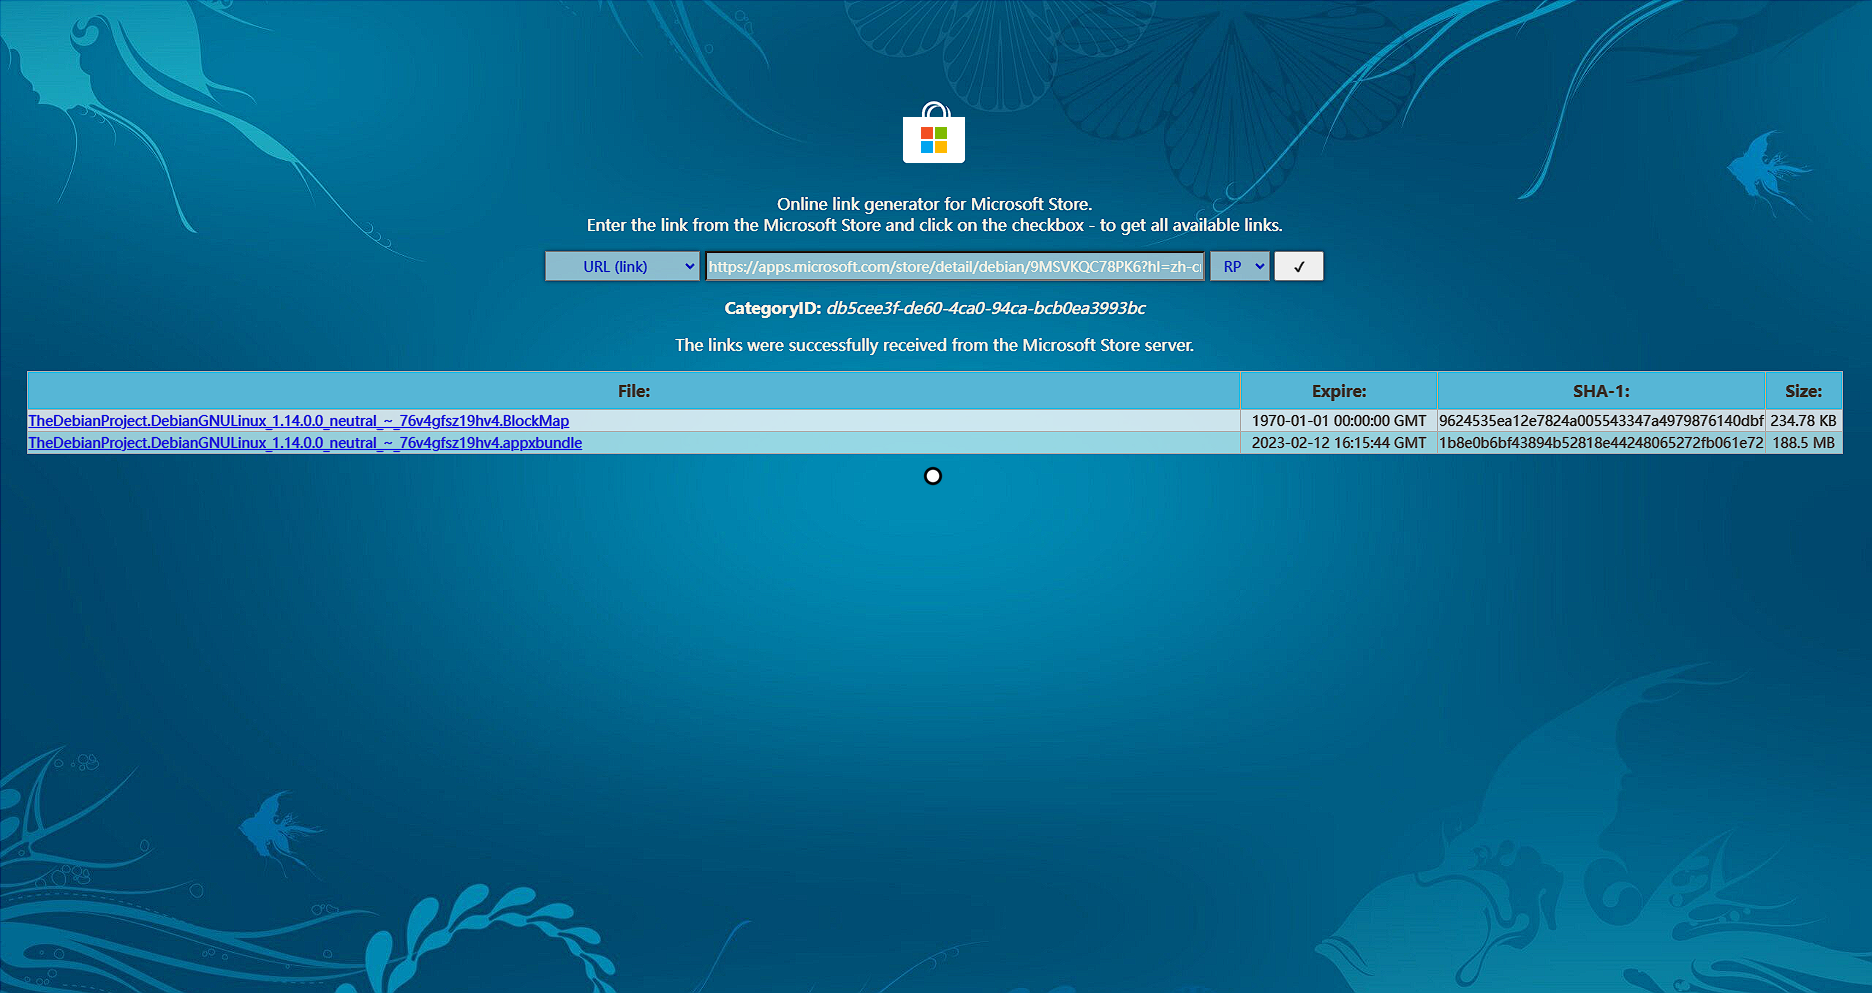 Online link generator for Microsoft Store.
Enter the link from the Microsoft Store and click on the checkbox - to get all available links.
URL (link) https://apps.microsoft.com/store/detail/debian/9MSVKQC78PK6?hl=zh-c RP ✓
CategoryID: db5cee3f-de60-4ca0-94ca-bcb0ea3993bc
The links were successfully received from the Microsoft Store server.
File: Expire: SHA-1: Size:
TheDebianProject.DebianGNULinux_1.14.0.0_neutral_~_76v4gfsz19hv4.BlockMap 1970-01-01 00:00:00 GMT 9624535ea12e7824a005543347a4979876140dbf 234.78 KB
TheDebianProject.DebianGNULinux_1.14.0.0_neutral_~_76v4gfsz19hv4.appxbundle 2023-02-12 16:15:44 GMT 1b8e0b6bf43894b52818e44248065272fb061e72 188.5 MB